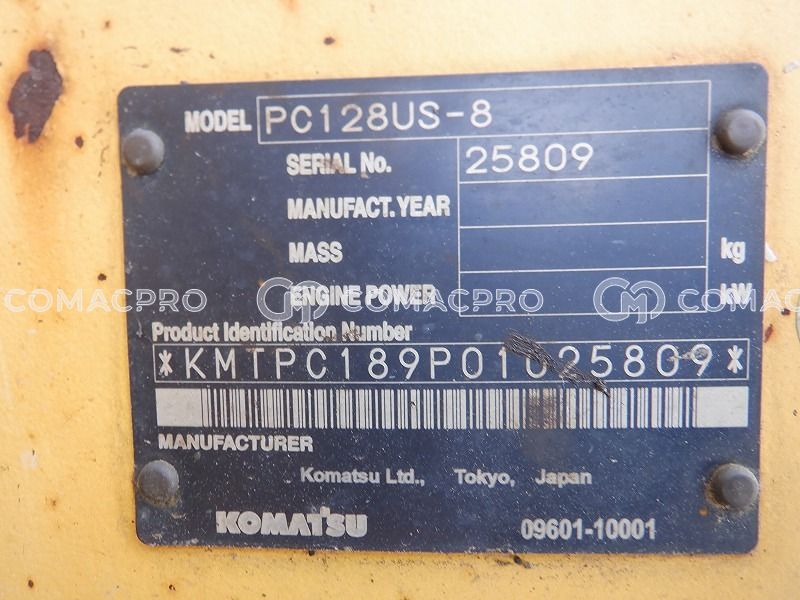 MODEL PC128US-8
SERIAL No. 25809
MANUFACT. YEAR
MASS kg
ENGINE POWER kW
COMACPRO COMACPRO COMACPRO
Product Identification Number
*KMTPC189P01025809*
MANUFACTURER
Komatsu Ltd., Tokyo, Japan
KOMATSU 09601-10001